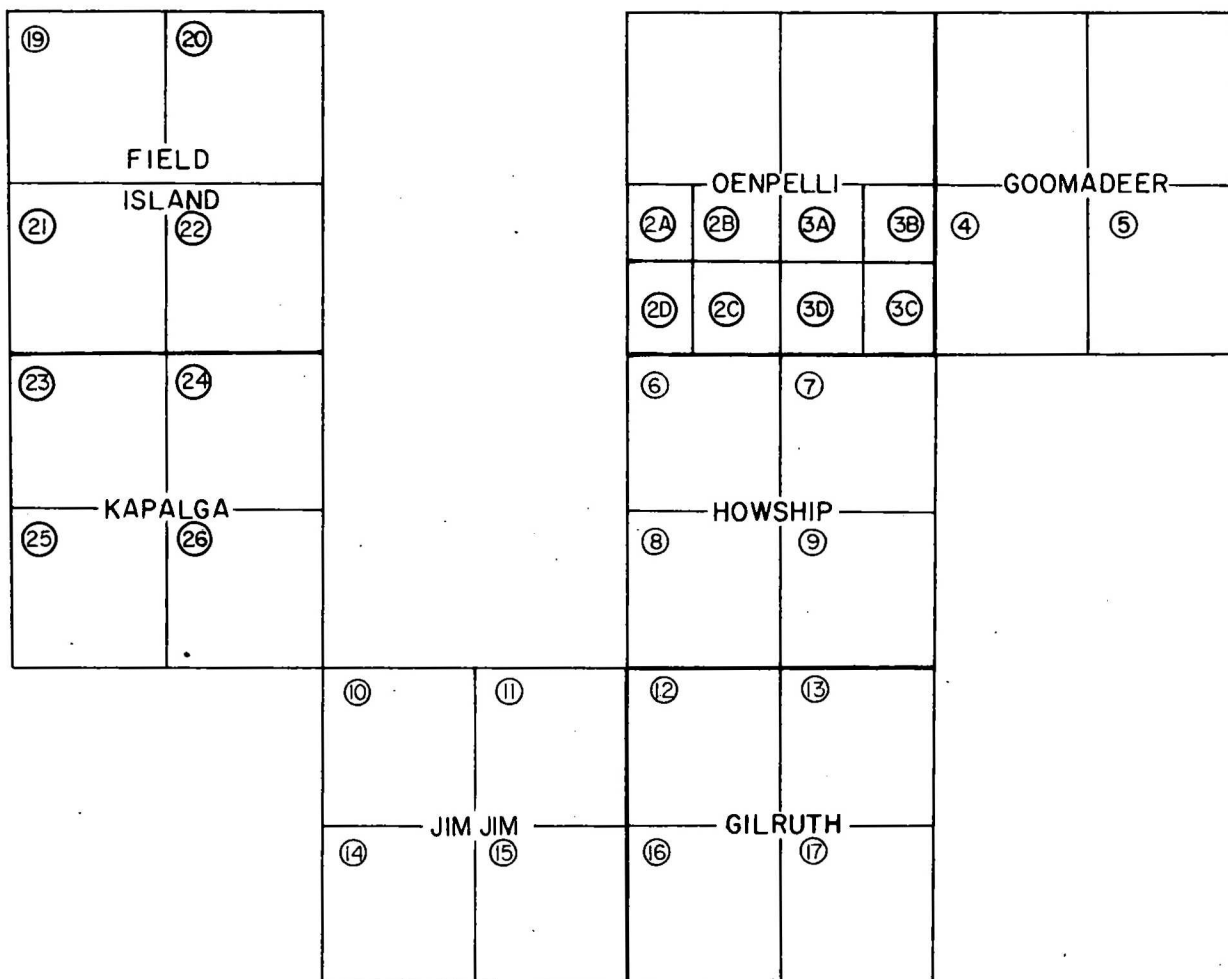 19 20
FIELD
ISLAND
21 22
OENPELLI GOOMADEER
2A 2B 3A 3B 4 5
2D 2C 3D 3C
23 24 6 7
KAPALGA HOWSHIP
25 26 8 9
10 11 12 13
JIM JIM GILRUTH
14 15 16 17